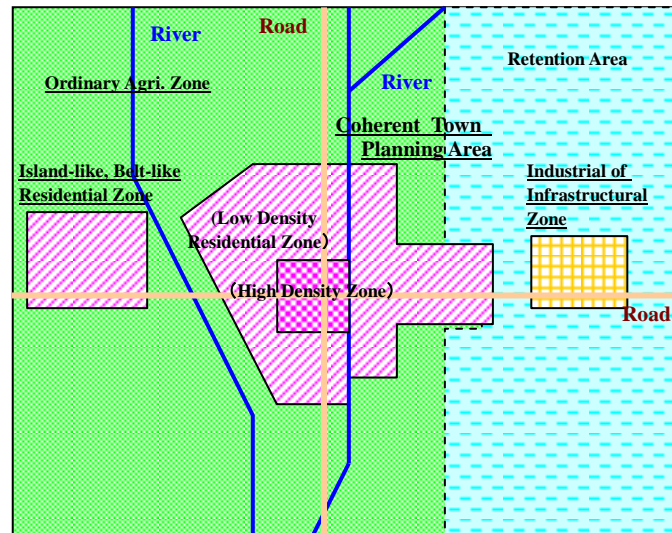 River
Road
Retention Area
Ordinary Agri. Zone
River
Coherent Town
Planning Area
Island-like, Belt-like
Residential Zone
Industrial of
Infrastructural
Zone
(Low Density
Residential Zone）
（High Density Zone）
Road